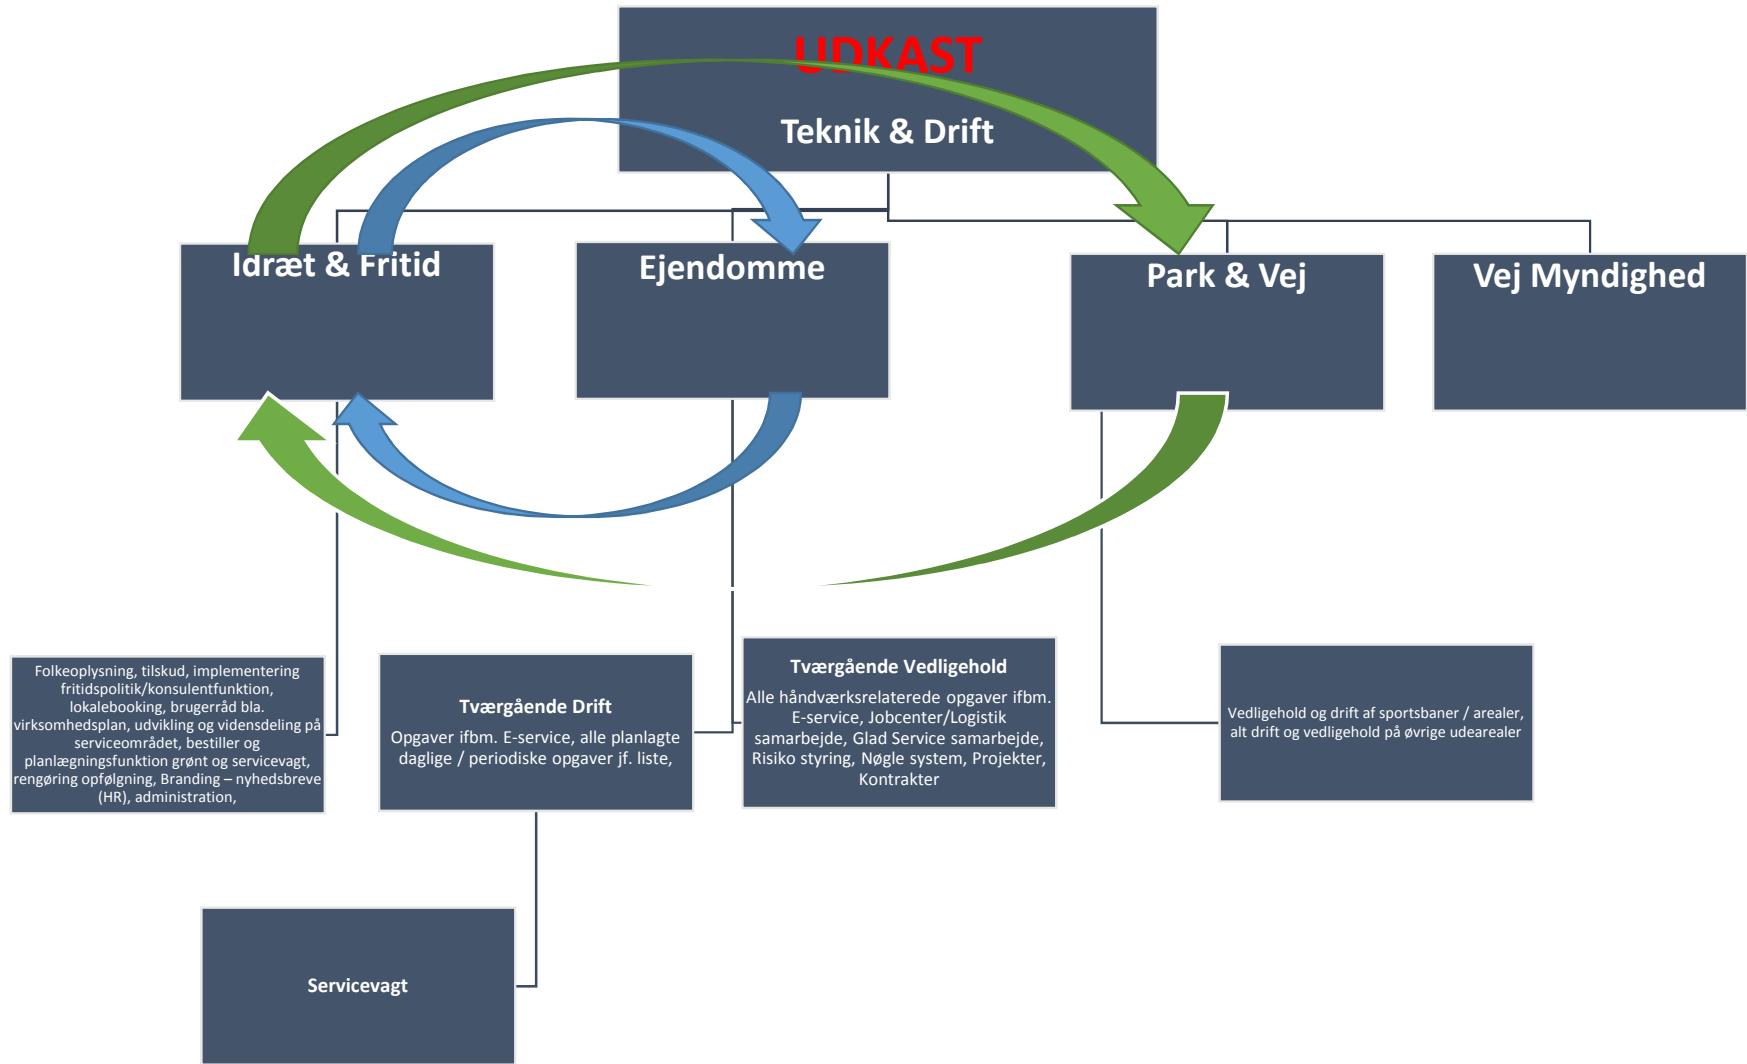 UDKAST
Teknik & Drift
Idræt & Fritid
Ejendomme
Park & Vej
Vej Myndighed
Folkeoplysning, tilskud, implementering
fritidspolitik/konsulentfunktion,
lokalebooking, brugerråd bla.
virksomhedsplan, udvikling og vidensdeling på
serviceområdet, bestiller og
planlægningsfunktion grønt og servicevagt,
rengøring opfølgning, Branding – nyhedsbreve
(HR), administration,
Tværgående Drift
Opgaver ifbm. E-service, alle planlagte
daglige / periodiske opgaver jf. liste,
Tværgående Vedligehold
Alle håndværksrelaterede opgaver ifbm.
E-service, Jobcenter/Logistik
samarbejde, Glad Service samarbejde,
Risiko styring, Nøgle system, Projekter,
Kontrakter
Vedligehold og drift af sportsbaner / arealer,
alt drift og vedligehold på øvrige udearealer
Servicevagt